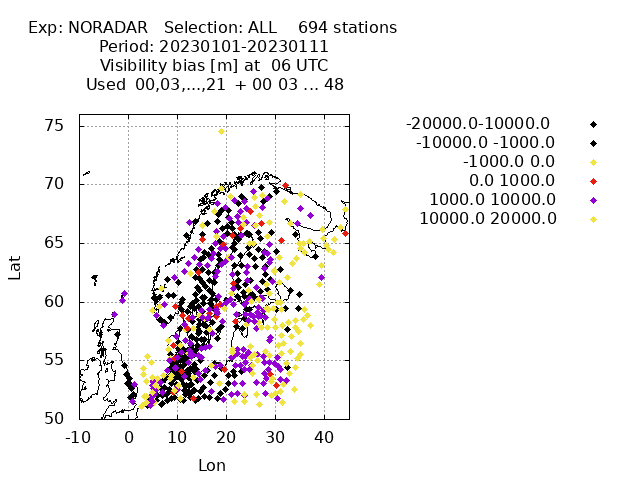 Exp: NORADAR Selection: ALL 694 stations
Period: 20230101-20230111
Visibility bias [m] at 06 UTC
Used 00,03,...,21 + 00 03 ... 48
-20000.0-10000.0
-10000.0 -1000.0
-1000.0 0.0
0.0 1000.0
1000.0 10000.0
10000.0 20000.0
75
70
65
60
55
50
Lat
-10 0 10 20 30 40
Lon